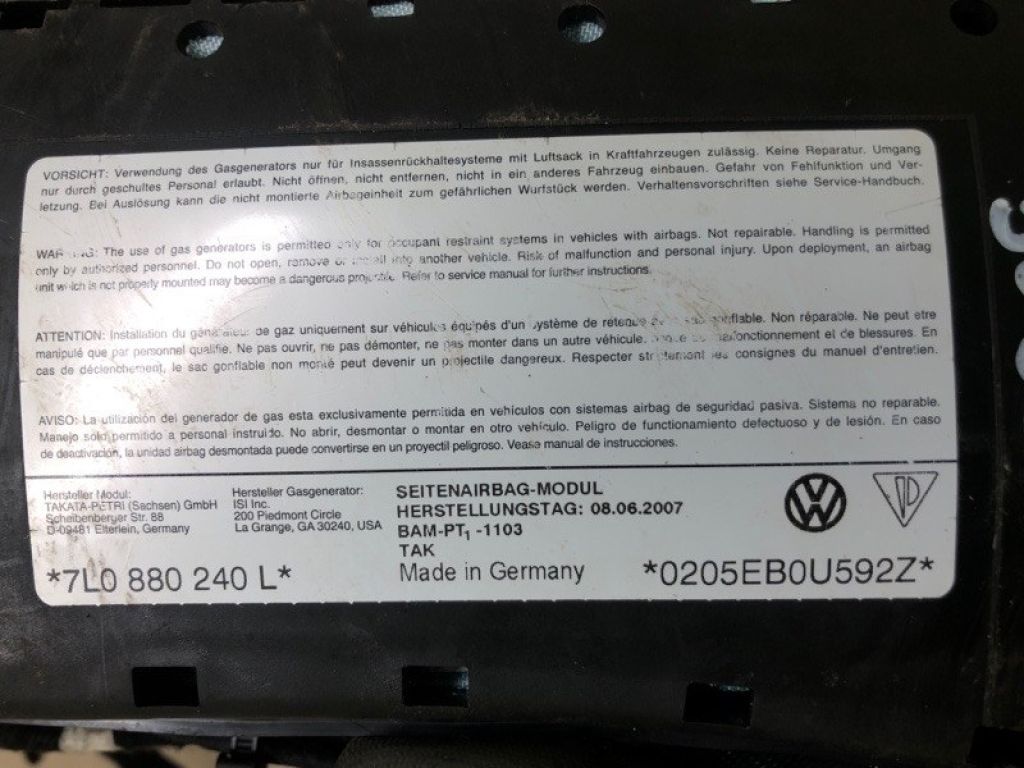 VORSICHT: Verwendung des Gasgenerators nur für Insassenrückhaltesysteme mit Luftsack in Kraftfahrzeugen zulässig. Keine Reparatur. Umgang
nur durch geschultes Personal erlaubt. Nicht öffnen, nicht entfernen, nicht in ein anderes Fahrzeug einbauen. Gefahr von Fehlfunktion und Ver-
letzung. Bei Auslösung kann die nicht montierte Airbageinheit zum gefährlichen Wurfstück werden. Verhaltensvorschriften siehe Service-Handbuch.
The use of gas generators is permitted only for occupant restraint systems in vehicles with airbags. Not repairable. Handling is permitted
only by authorized personnel. Do not open, remove or install into another vehicle. Risk of malfunction and personal injury. Upon deployment, an airbag
unit which is not properly mounted may become a dangerous projectile. Refer to service manual for further instructions.
ATTENTION: Installation du générateur de gaz uniquement sur véhicules équipés d'un système de retenue gonflable. Non réparable. Ne peut etre
manipulé que par personnel qualifie. Ne pas ouvrir, ne pas démonter, ne pas monter dans un autre véhicule. et de blessures. En
cas de déclenchement, le sac gonflable non monté peut devenir un projectile dangereux. Respecter strictement les consignes du manuel d'entretien.
AVISO: La utilización del generador de gas esta exclusivamente permitida en vehículos con sistemas airbag de seguridad pasiva. Sistema no reparable.
Manejo solo permitido a personal instruido. No abrir, desmontar o montar en otro vehículo. Peligro de funcionamiento defectuoso y de lesión. En caso
de deactivación, la unidad airbag desmontada puede convertirse en un proyectil peligroso. Vease manual de instrucciones.
Hersteller Modul:
TAKATA-PETRI (Sachsen) GmbH
Scheibenberger Str. 88
D-09481 Elterlein, Germany
Hersteller Gasgenerator:
ISI Inc.
200 Piedmont Circle
La Grange, GA 30240, USA
SEITENAIRBAG-MODUL
HERSTELLUNGSTAG: 08.06.2007
BAM-PT₁ -1103
TAK
Made in Germany
VW
*7L0 880 240 L*
*0205EB0U592Z*